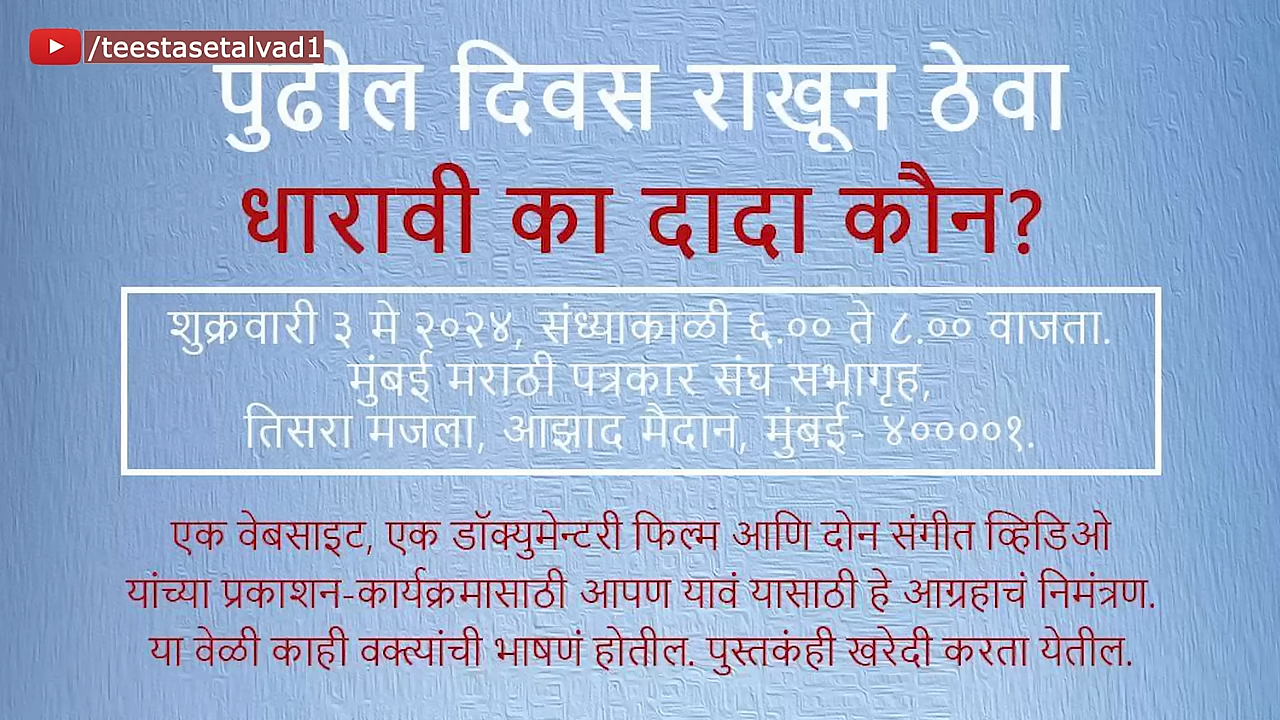 /teestasetalvad1
पुढील दिवस राखून ठेवा
धारावी का दादा कौन?
शुक्रवारी ३ मे २०२४, संध्याकाळी ६.०० ते ८.०० वाजता.
मुंबई मराठी पत्रकार संघ सभागृह,
तिसरा मजला, आझाद मैदान, मुंबई- ४००००१.
एक वेबसाइट, एक डॉक्युमेन्टरी फिल्म आणि दोन संगीत व्हिडिओ
यांच्या प्रकाशन-कार्यक्रमासाठी आपण यावं यासाठी हे आग्रहाचं निमंत्रण.
या वेळी काही वक्त्यांची भाषणं होतील. पुस्तकंही खरेदी करता येतील.